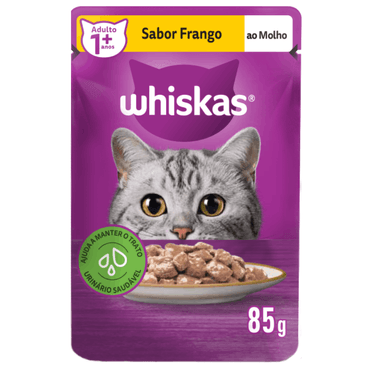 Adulto
1+
anos
Sabor Frango
ao Molho
whiskas®
AJUDA A MANTER O TRATO
URINÁRIO SAUDÁVEL
85g